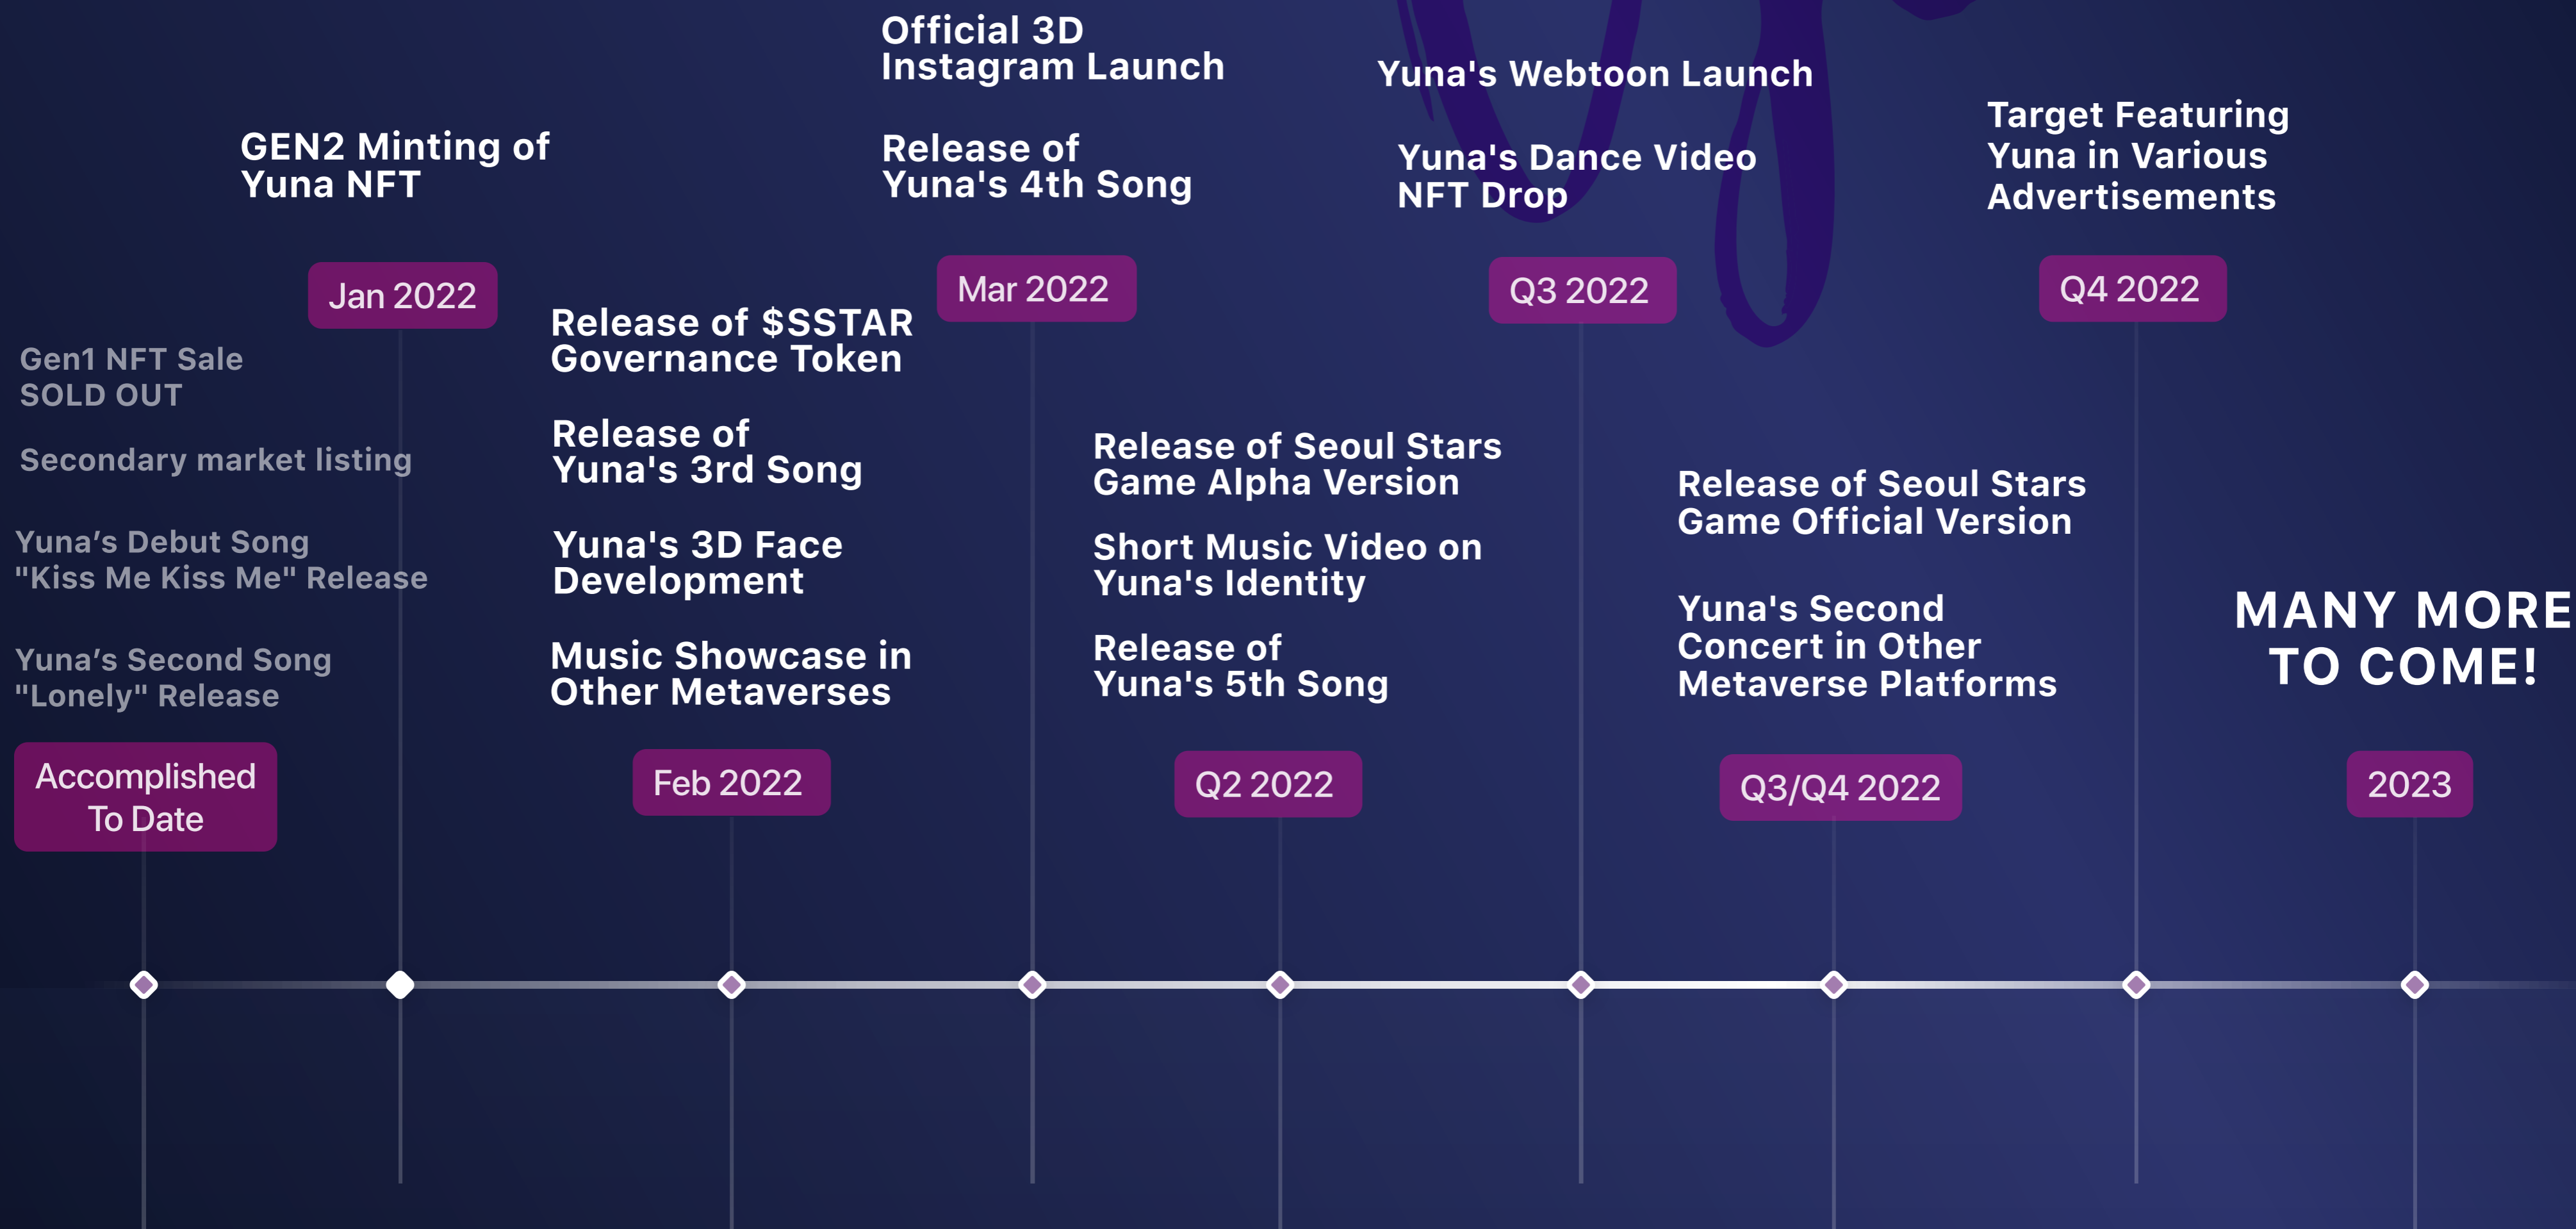 Gen1 NFT Sale
SOLD OUT
Secondary market listing
Yuna’s Debut Song
"Kiss Me Kiss Me" Release
Yuna’s Second Song
"Lonely" Release
Accomplished
To Date
GEN2 Minting of
Yuna NFT
Jan 2022
Release of $SSTAR
Governance Token
Release of
Yuna's 3rd Song
Yuna's 3D Face
Development
Music Showcase in
Other Metaverses
Feb 2022
Official 3D
Instagram Launch
Release of
Yuna's 4th Song
Mar 2022
Release of Seoul Stars
Game Alpha Version
Short Music Video on
Yuna's Identity
Release of
Yuna's 5th Song
Q2 2022
Yuna's Webtoon Launch
Yuna's Dance Video
NFT Drop
Q3 2022
Release of Seoul Stars
Game Official Version
Yuna's Second
Concert in Other
Metaverse Platforms
Q3/Q4 2022
Target Featuring
Yuna in Various
Advertisements
Q4 2022
MANY MORE
TO COME!
2023